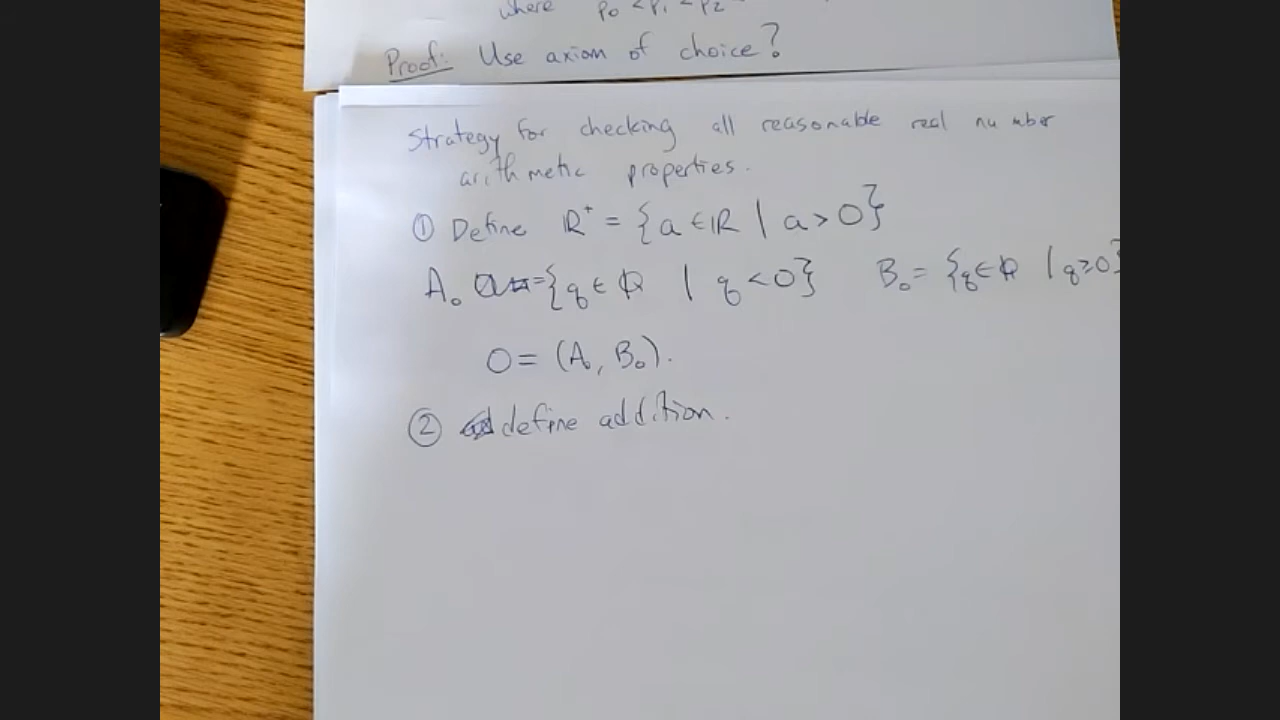 where p₀ < p₁ < p₂
Proof: Use axiom of choice?
Strategy for checking all reasonable real number
arithmetic properties.
① Define ℝ⁺ = {a ∈ ℝ | a > 0}
A₀ = {q ∈ ℚ | q < 0} B₀ = {q ∈ ℚ | q ≥ 0}
0 = (A₀, B₀).
② define addition.